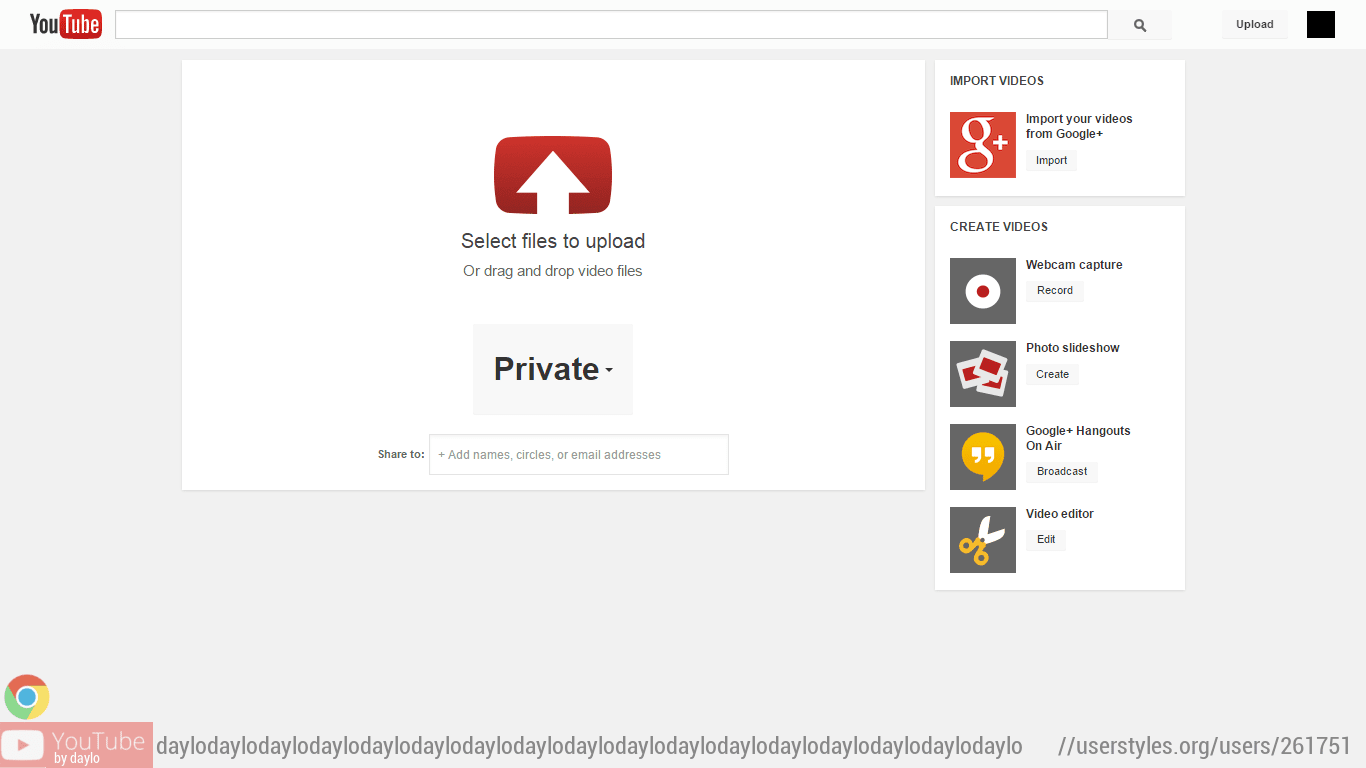 YouTube
Upload
Select files to upload
Or drag and drop video files
Private
Share to: + Add names, circles, or email addresses
IMPORT VIDEOS
g+
Import your videos
from Google+
Import
CREATE VIDEOS
Webcam capture
Record
Photo slideshow
Create
Google+ Hangouts
On Air
Broadcast
Video editor
Edit
YouTube
by daylo
daylodaylodaylodaylodaylodaylodaylodaylodaylodaylodaylodaylodaylodaylodaylodaylodaylodaylodaylodaylo
//userstyles.org/users/261751